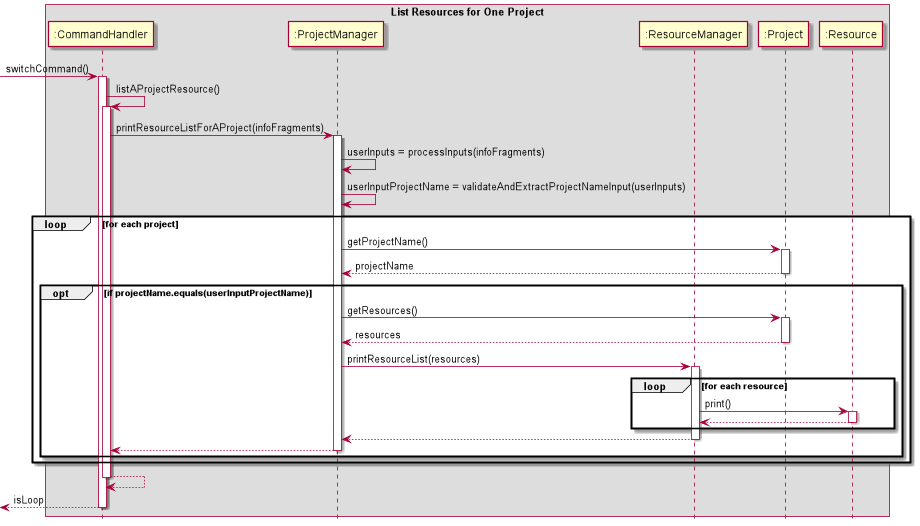 List Resources for One Project
:CommandHandler
:ProjectManager
:ResourceManager
:Project
:Resource
switchCommand()
listAProjectResource()
printResourceListForAProject(infoFragments)
userInputs = processInputs(infoFragments)
userInputProjectName = validateAndExtractProjectNameInput(userInputs)
loop
[for each project]
getProjectName()
projectName
opt
[if projectName.equals(userInputProjectName)]
getResources()
resources
printResourceList(resources)
loop
[for each resource]
print()
isLoop